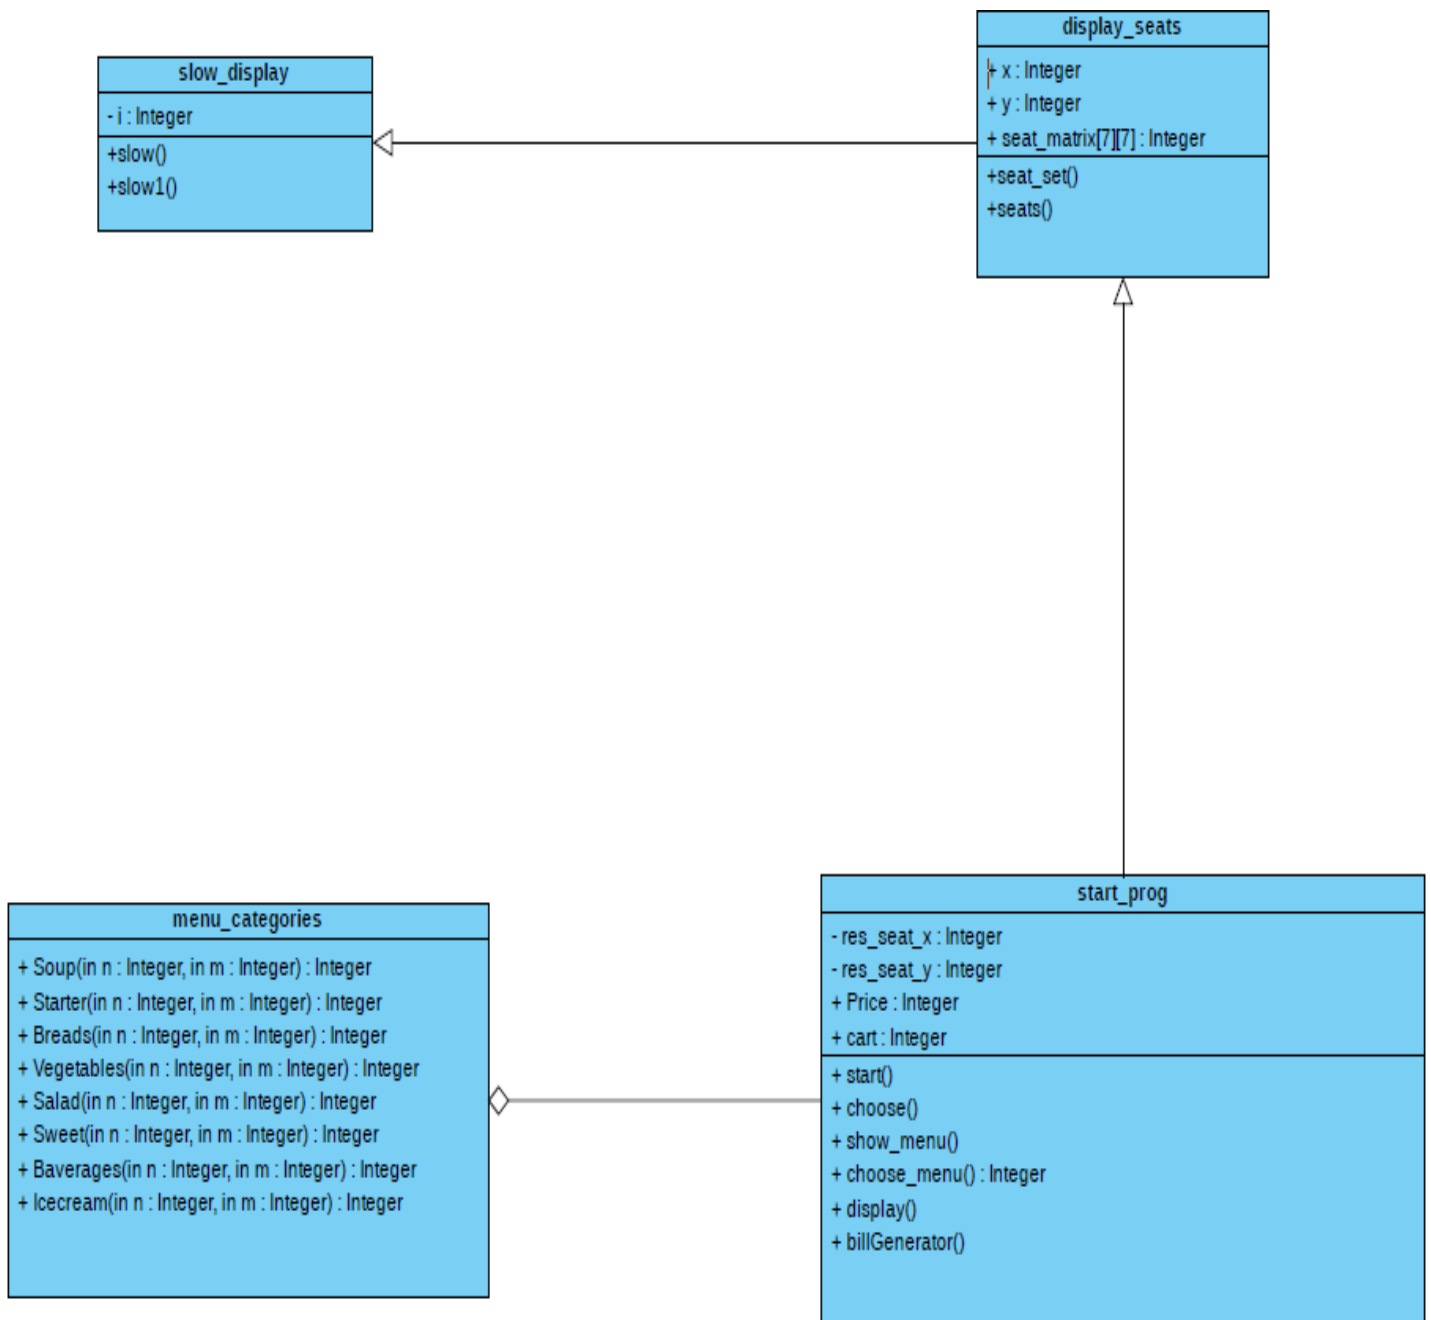 slow_display
- i : Integer
+slow()
+slow1()
display_seats
+ x : Integer
+ y : Integer
+ seat_matrix[7][7] : Integer
+seat_set()
+seats()
menu_categories
+ Soup(in n : Integer, in m : Integer) : Integer
+ Starter(in n : Integer, in m : Integer) : Integer
+ Breads(in n : Integer, in m : Integer) : Integer
+ Vegetables(in n : Integer, in m : Integer) : Integer
+ Salad(in n : Integer, in m : Integer) : Integer
+ Sweet(in n : Integer, in m : Integer) : Integer
+ Baverages(in n : Integer, in m : Integer) : Integer
+ Icecream(in n : Integer, in m : Integer) : Integer
start_prog
- res_seat_x : Integer
- res_seat_y : Integer
+ Price : Integer
+ cart : Integer
+ start()
+ choose()
+ show_menu()
+ choose_menu() : Integer
+ display()
+ billGenerator()